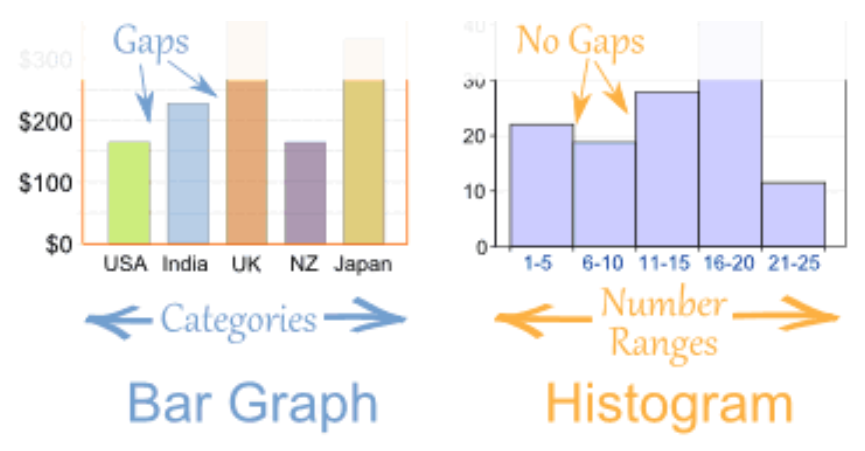 Gaps
$300
$200
$100
$0
USA India UK NZ Japan
Categories
Bar Graph
No Gaps
40
30
20
10
0
1-5 6-10 11-15 16-20 21-25
Number
Ranges
Histogram